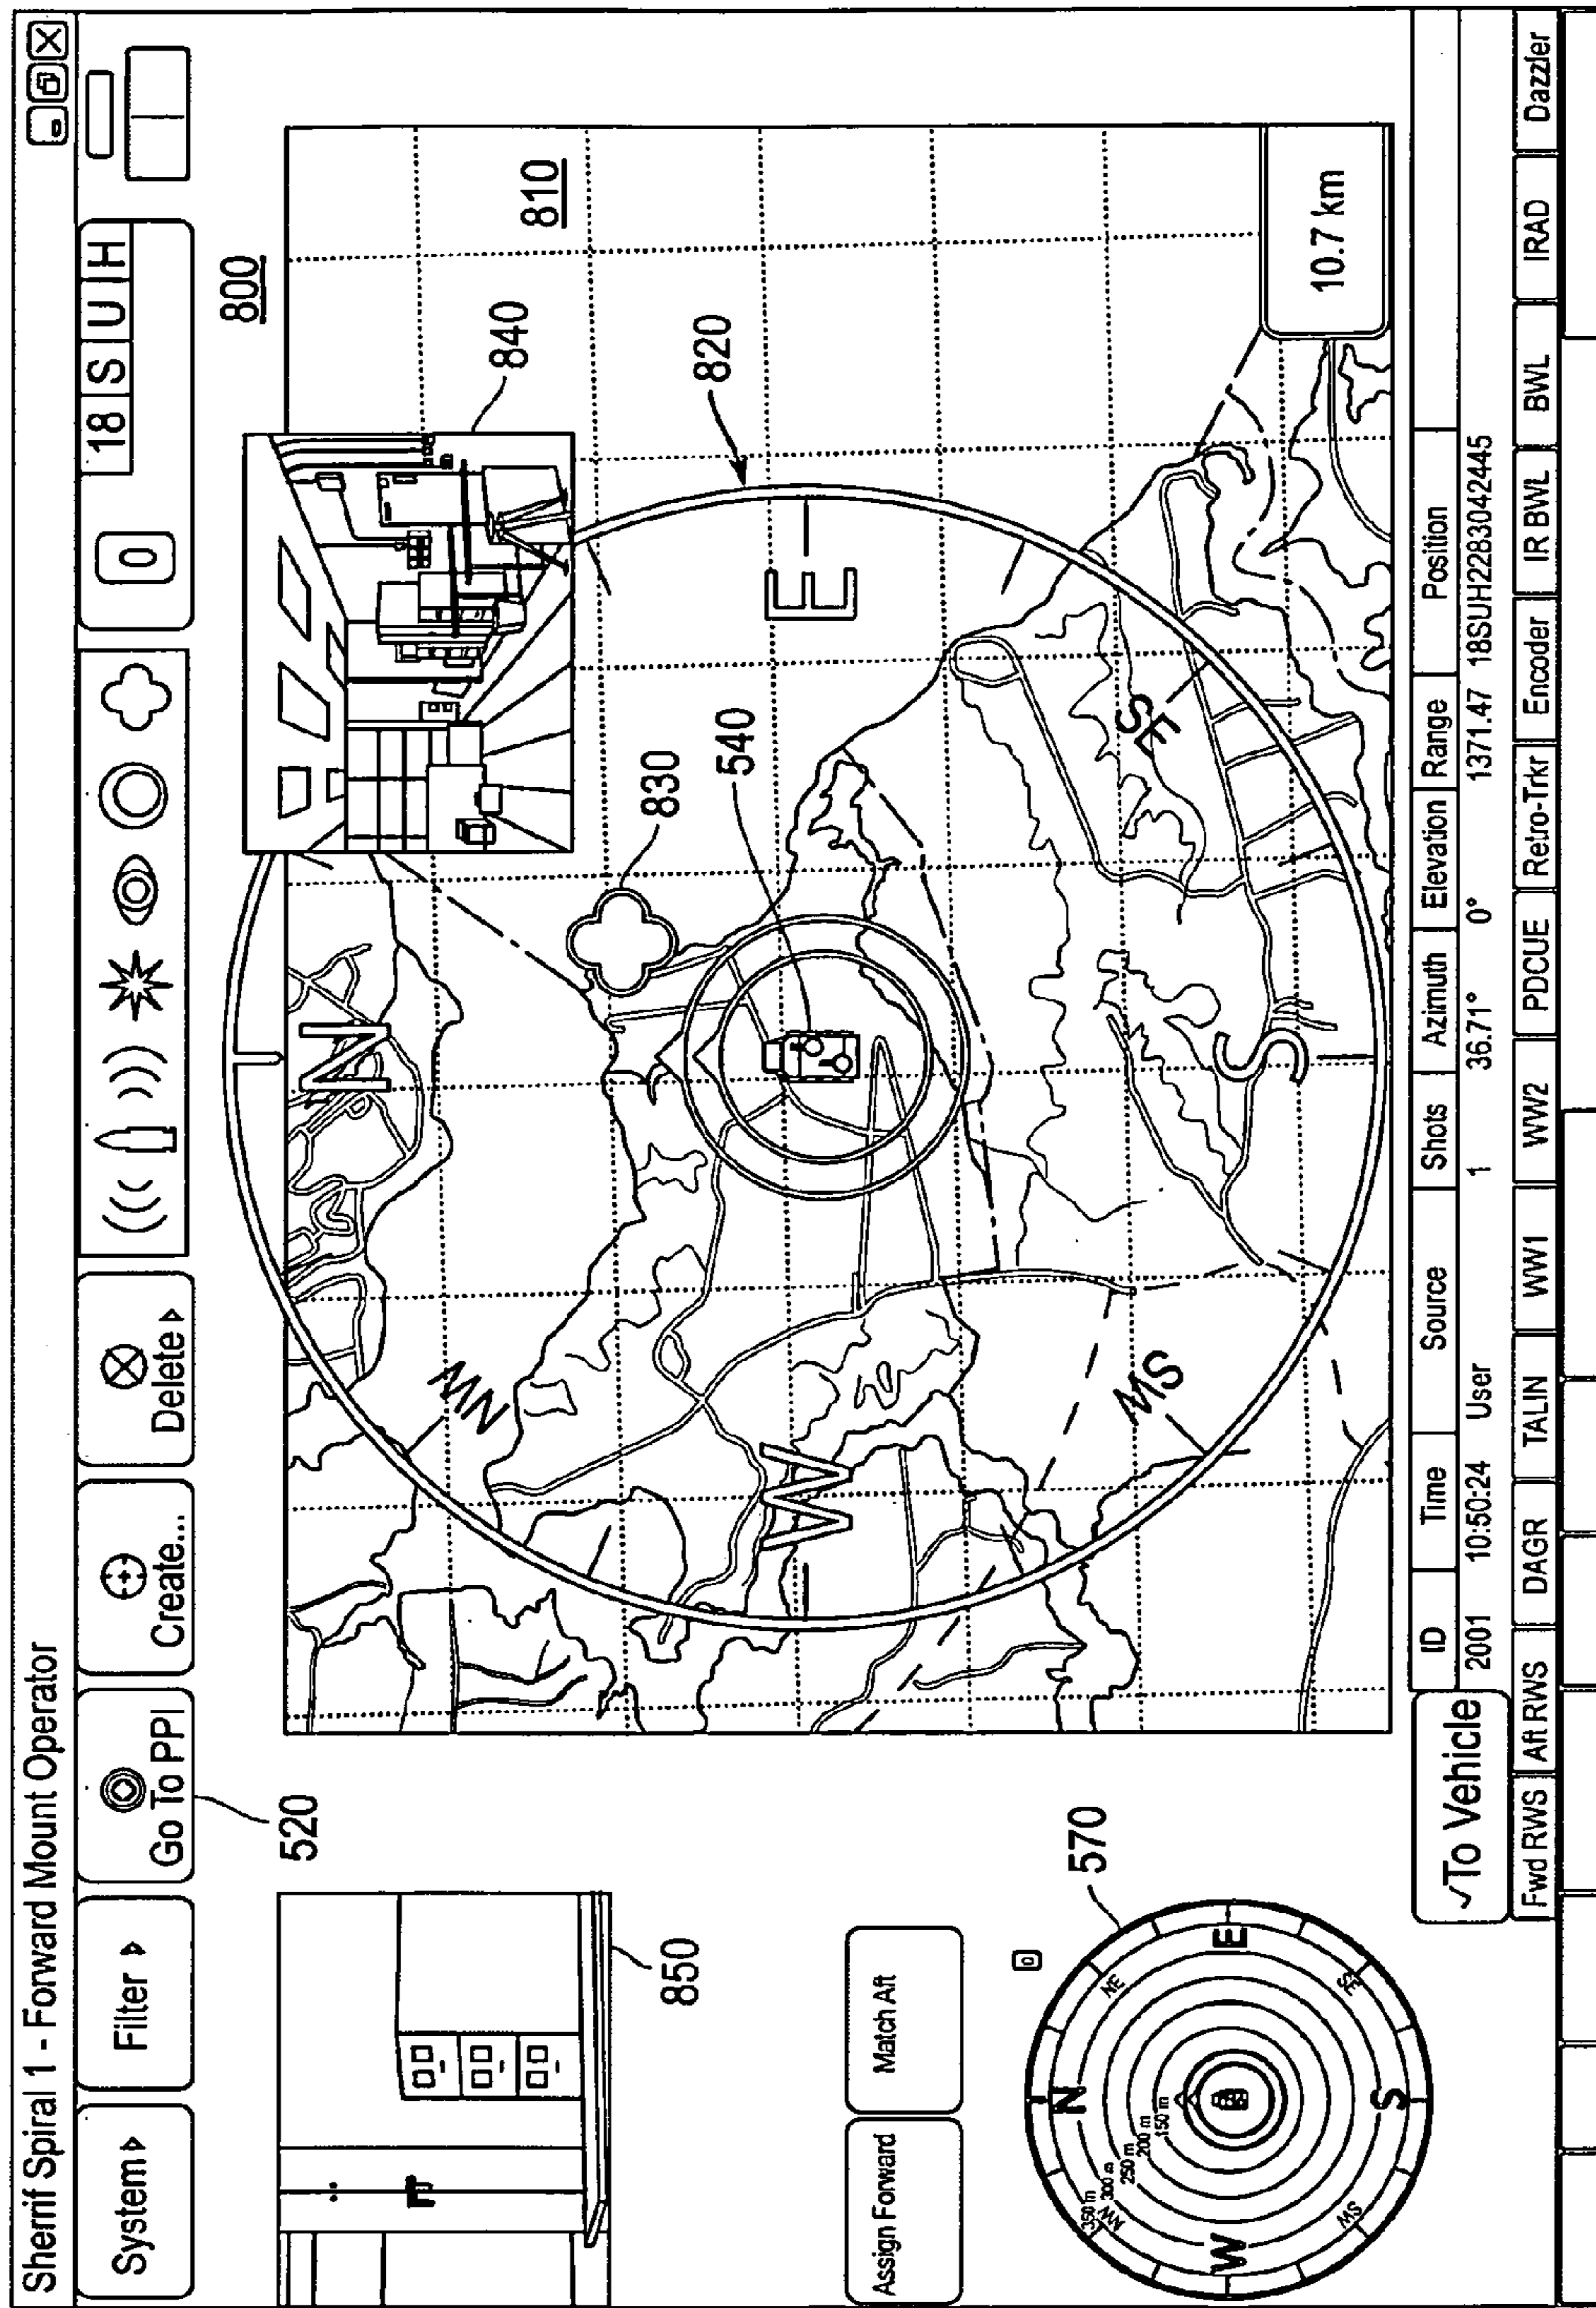 Sherrif Spiral 1 - Forward Mount Operator
System
Filter
Go To PPI
Create...
Delete
0
18 S U H
520
800
810
840
820
830
540
850
N
NW
W
SW
S
SE
E
10.7 km
Assign Forward
Match Aft
0
570
N
NE
E
SE
S
SW
W
NW
350 m
300 m
250 m
200 m
150 m
✓To Vehicle
ID Time Source Shots Azimuth Elevation Range Position
2001 10:50:24 User 1 36.71° 0° 1371.47 18SUH2283042445
Fwd RWS Aft RWS DAGR TALIN WW1 WW2 PDCUE Retro-Trkr Encoder IR BWL BWL IRAD Dazzler